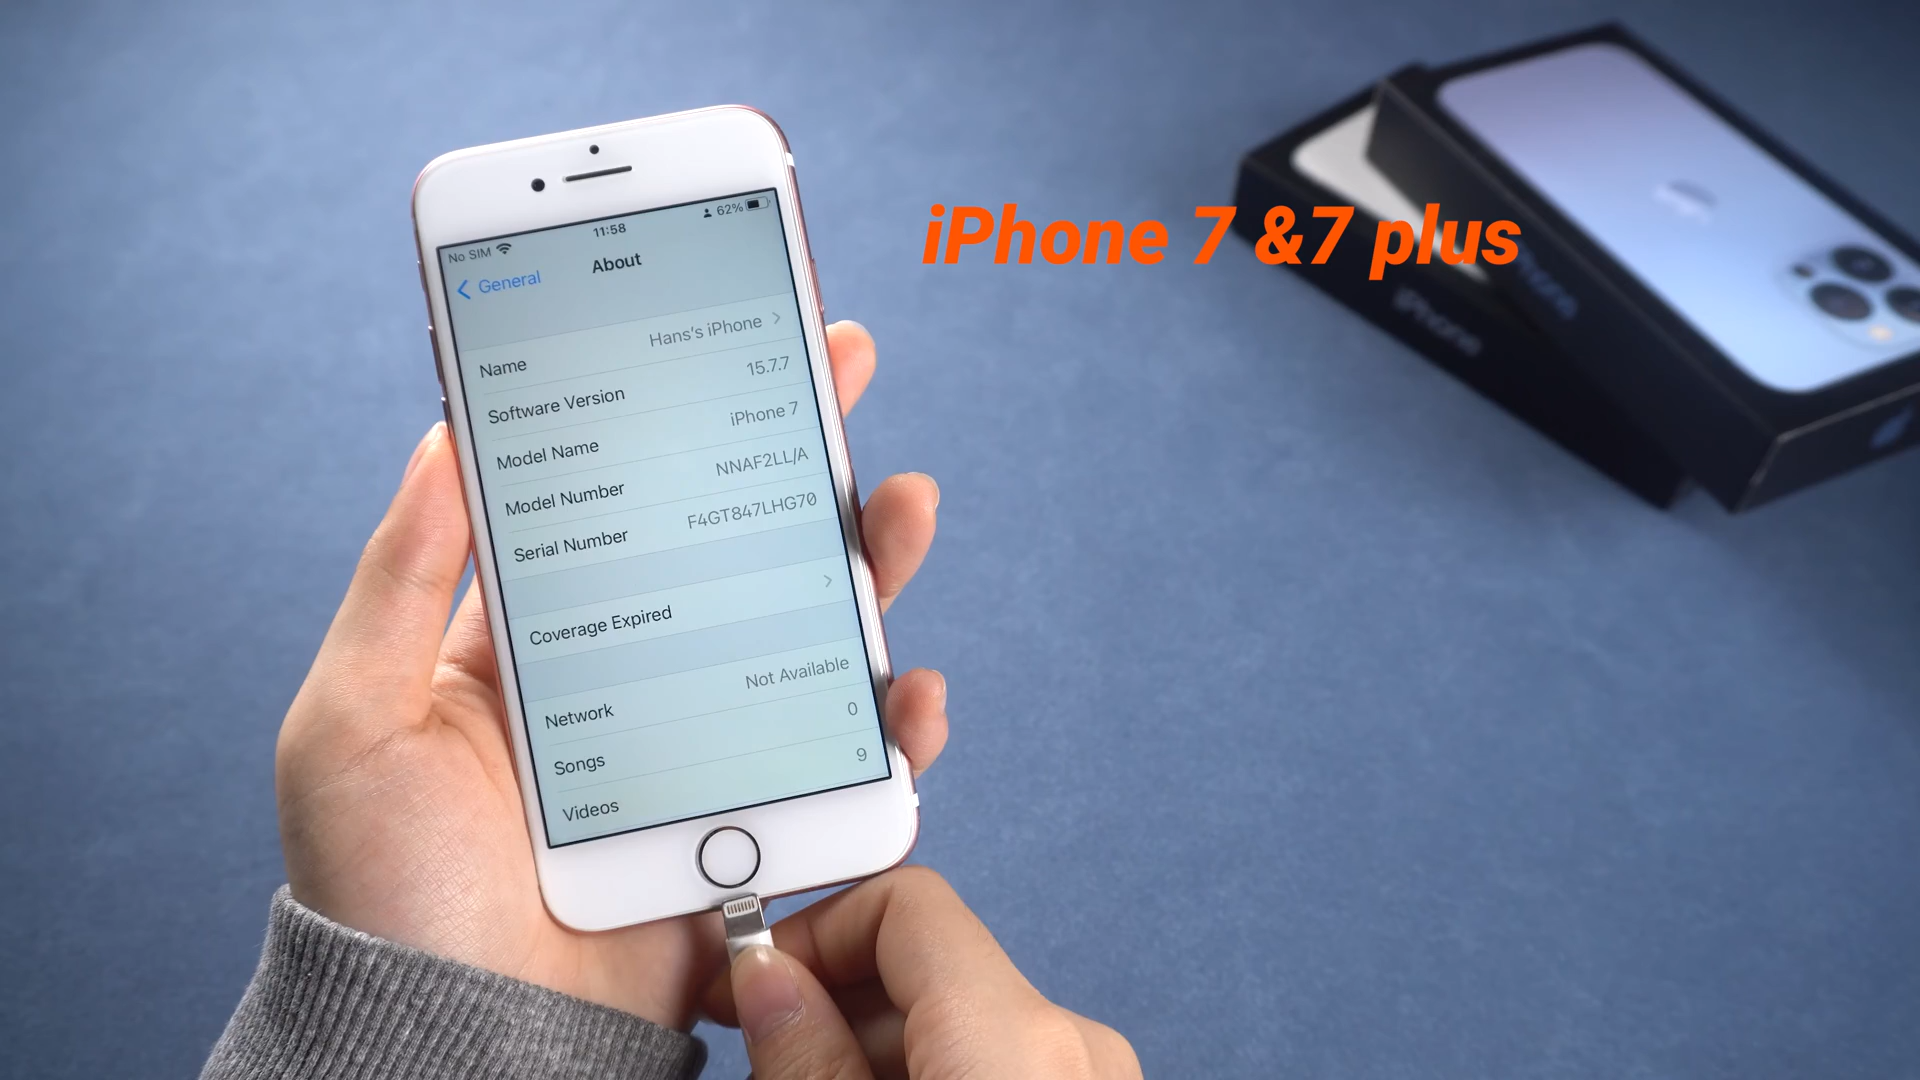 No SIM 11:58 62%
General About
Name Hans's iPhone
Software Version 15.7.7
Model Name iPhone 7
Model Number NNAF2LL/A
Serial Number F4GT847LHG70
Coverage Expired
Network Not Available
Songs 0
Videos 9
iPhone 7 &7 plus
iPhone